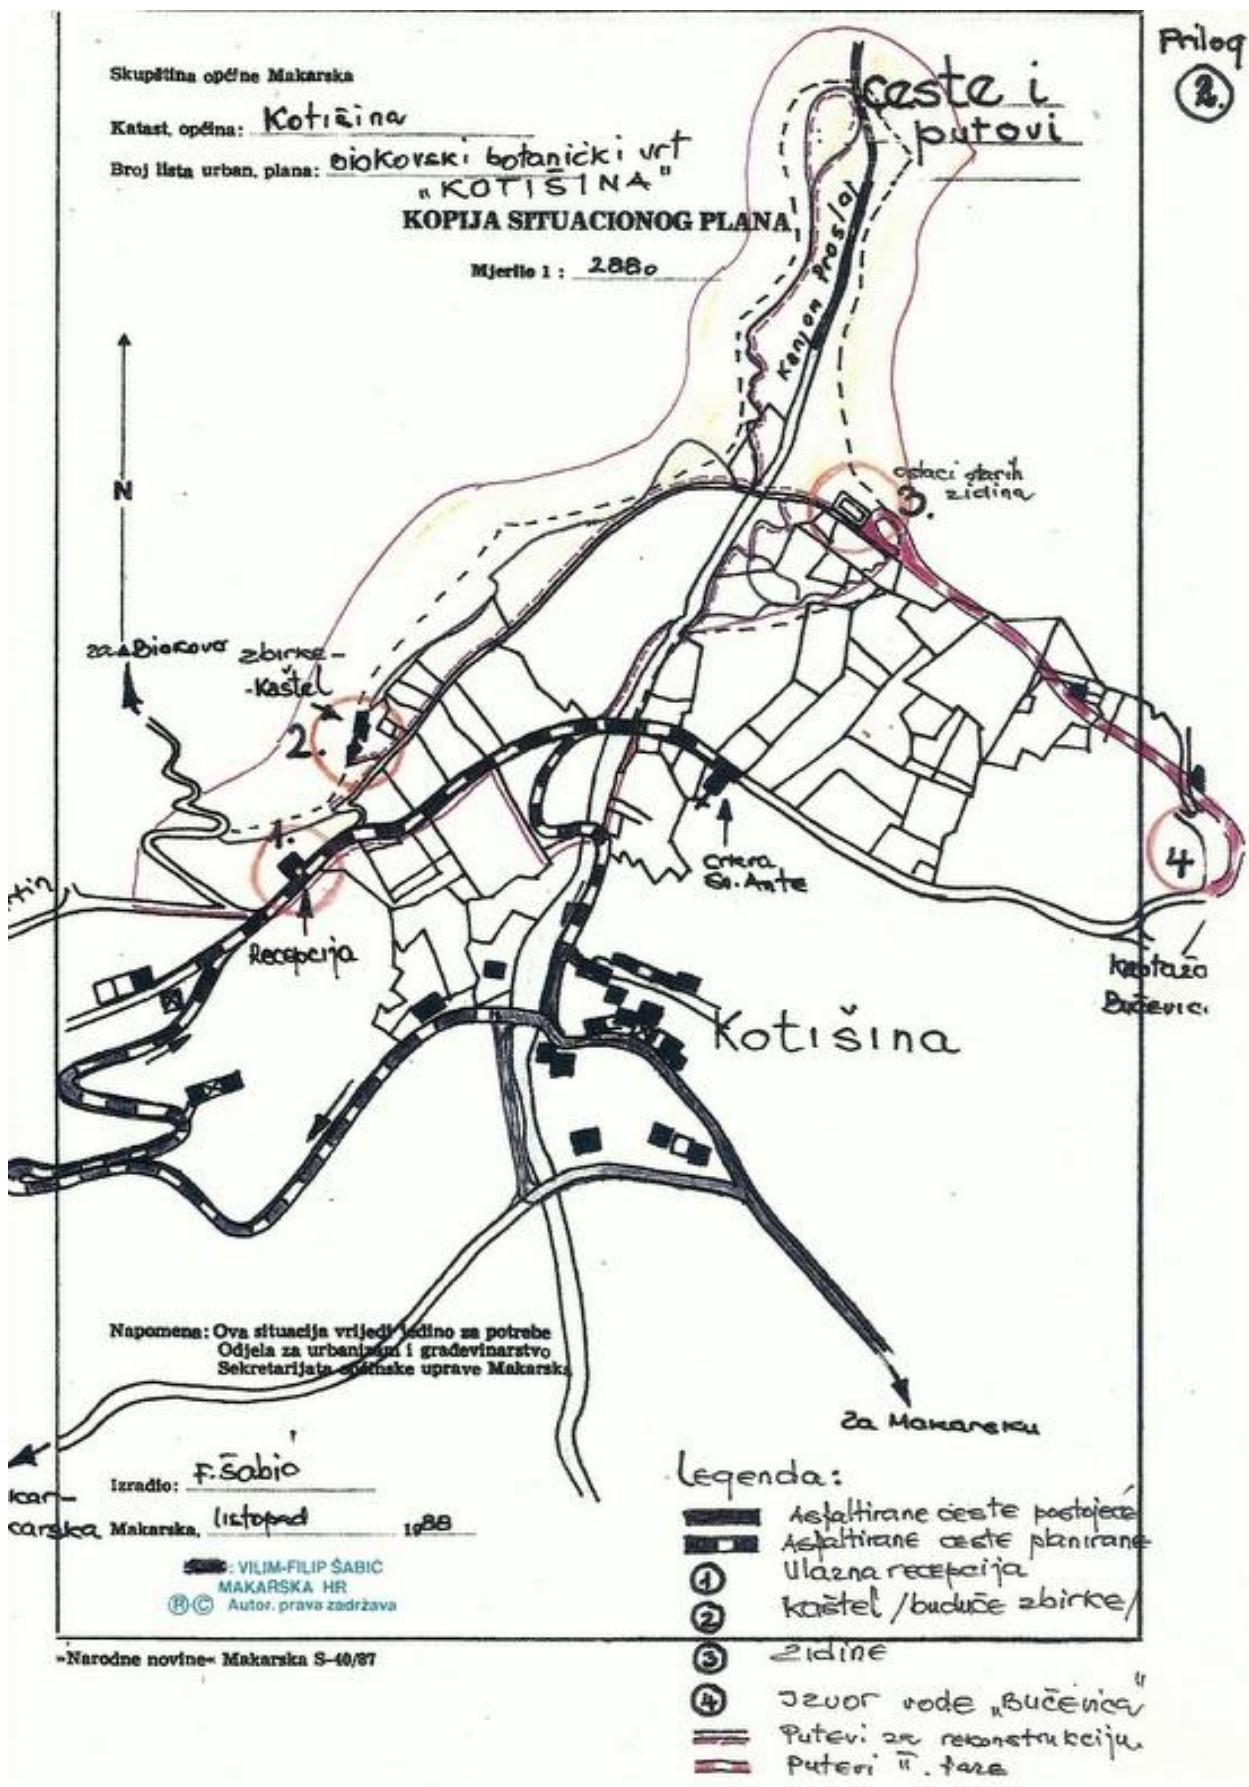 Prilog
2.
Skupština općine Makarska
ceste i
putovi
Katast. općina: Kotišina
Broj lista urban. plana: Biokovski botanički vrt
"KOTIŠINA"
KOPIJA SITUACIONOG PLANA
Mjerilo 1 : 2880
Kanjon Proslap
ostaci starih
zidina
3.
N
za Biokovo
zbirke-
-Kaštel
2.
1.
crkva
Sv. Ante
4
Recepcija
Kaptaža
Bučevici
Kotišina
Napomena: Ova situacija vrijedi jedino za potrebe
Odjela za urbanizam i građevinarstvo
Sekretarijata općinske uprave Makarska
za Makarsku
Izradio: F. Šabić
kar-
carska
Makarska, listopad 1988
: VILIM-FILIP ŠABIĆ
MAKARSKA HR
® © Autor. prava zadržava
»Narodne novine« Makarska S-40/87
Legenda:
Asfaltirane ceste postojeće
Asfaltirane ceste planirane
1 Ulazna recepcija
2 Kaštel /buduće zbirke/
3 zidine
4 Izvor vode „Bučevica"
Putevi za rekonstrukciju.
Putevi II. faze